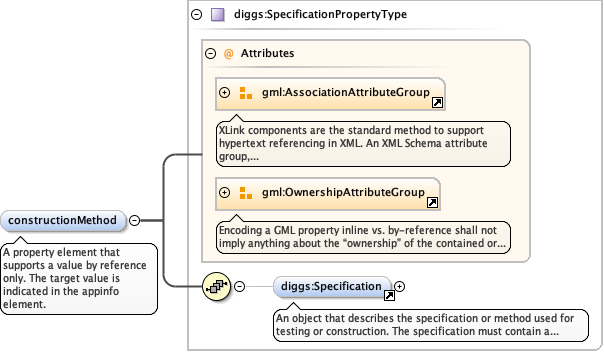 diggs:SpecificationPropertyType
@ Attributes
gml:AssociationAttributeGroup
XLink components are the standard method to support
hypertext referencing in XML. An XML Schema attribute
group,...
gml:OwnershipAttributeGroup
Encoding a GML property inline vs. by-reference shall not
imply anything about the “ownership” of the contained or...
constructionMethod
A property element that
supports a value by reference
only. The target value is
indicated in the appinfo
element.
diggs:Specification
An object that describes the specification or method used for
testing or construction. The specification must contain a...